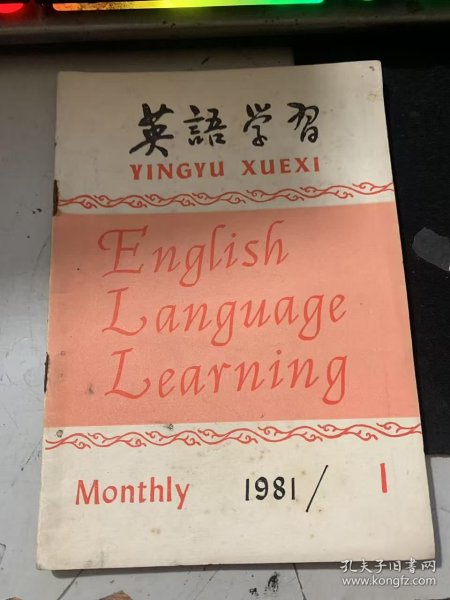 英語学習
YINGYU XUEXI
English
Language
Learning
Monthly 1981/1
孔夫子旧书网
www.kongfz.com